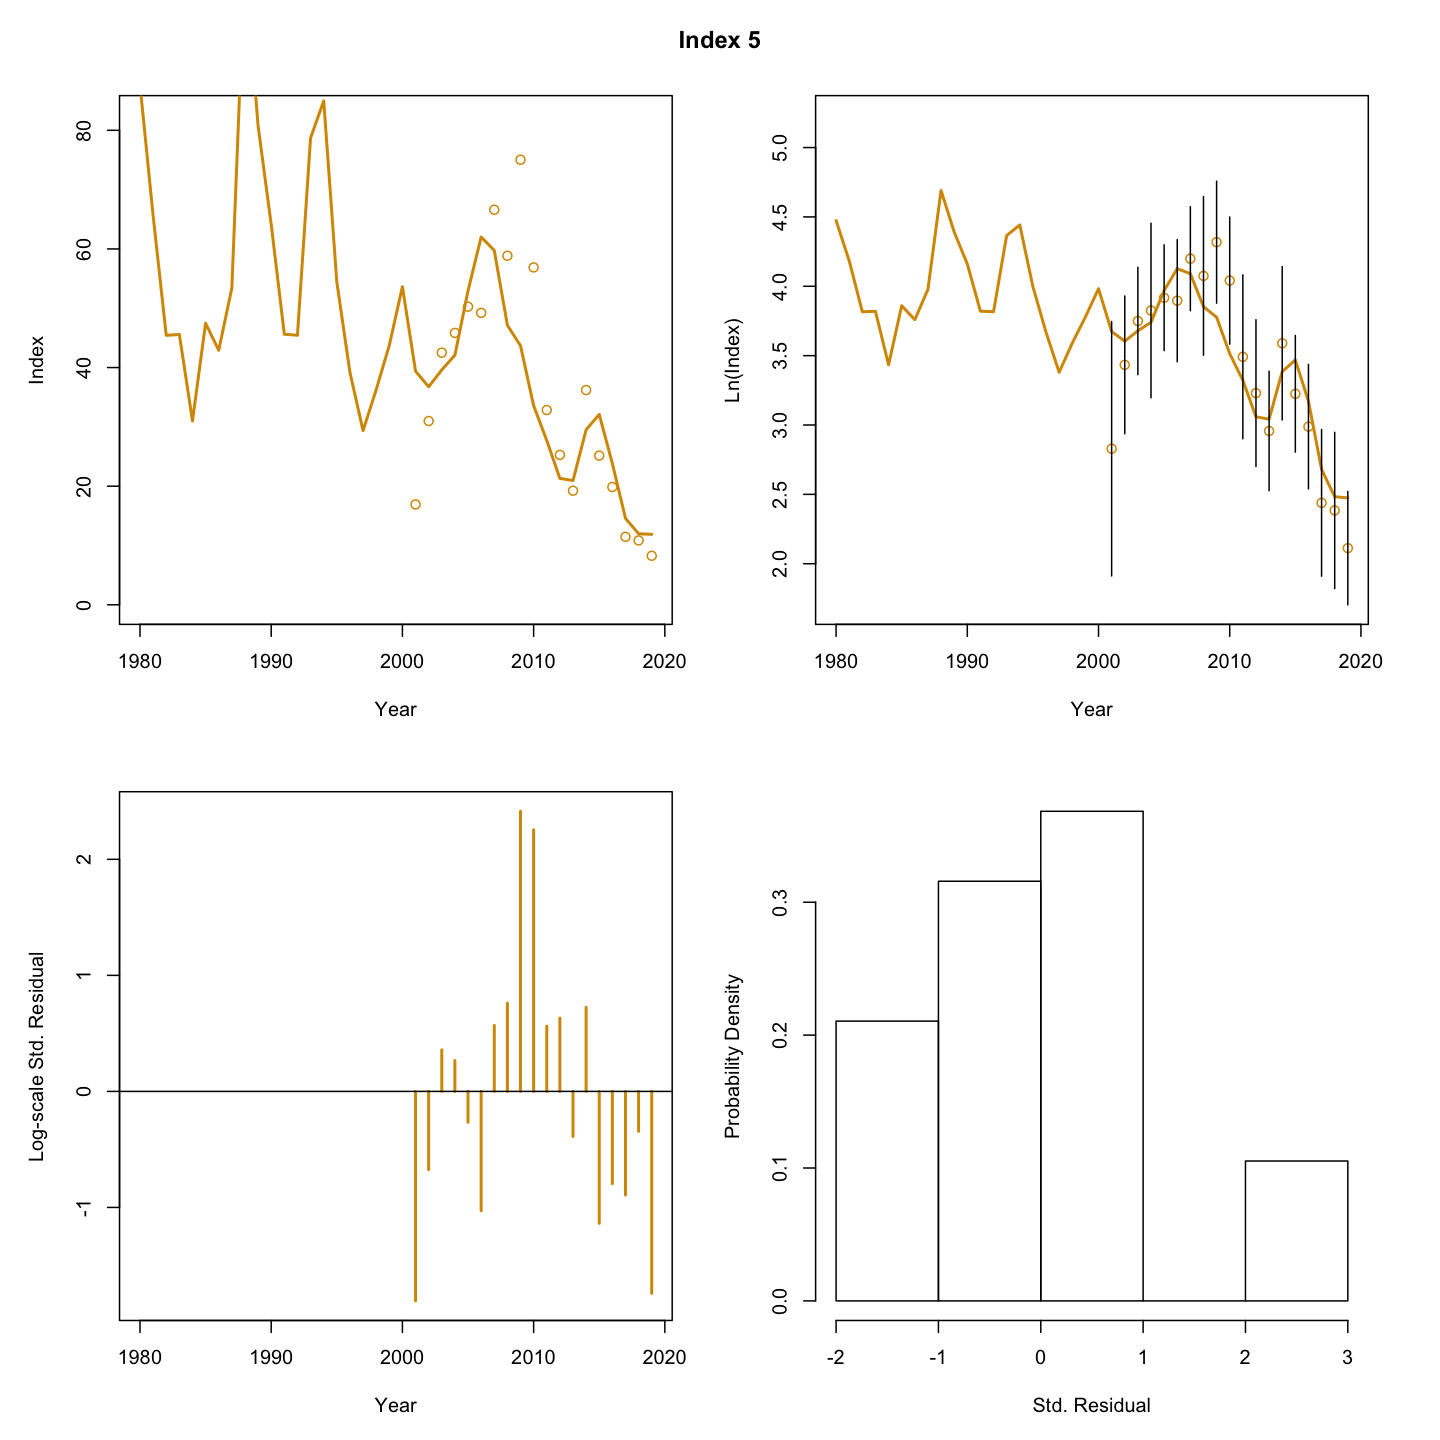 Index 5
Index
80
60
40
20
0
1980 1990 2000 2010 2020
Year
Ln(Index)
5.0
4.5
4.0
3.5
3.0
2.5
2.0
1980 1990 2000 2010 2020
Year
Log-scale Std. Residual
2
1
0
-1
1980 1990 2000 2010 2020
Year
Probability Density
0.3
0.2
0.1
0.0
-2 -1 0 1 2 3
Std. Residual